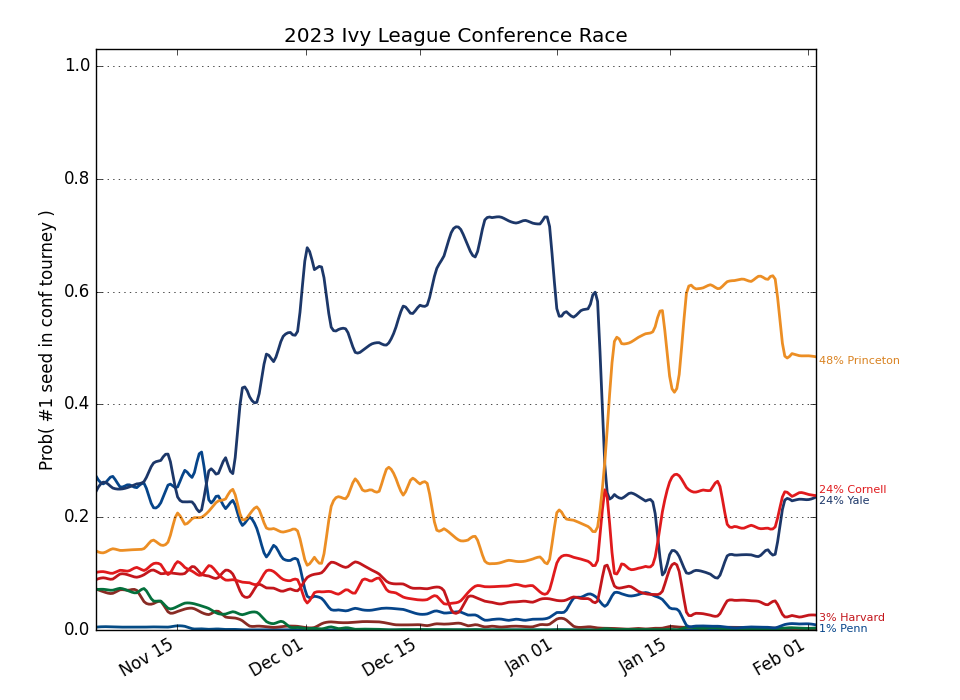 2023 Ivy League Conference Race
Prob( #1 seed in conf tourney )
1.0
0.8
0.6
0.4
0.2
0.0
48% Princeton
24% Cornell
24% Yale
3% Harvard
1% Penn
Nov 15
Dec 01
Dec 15
Jan 01
Jan 15
Feb 01